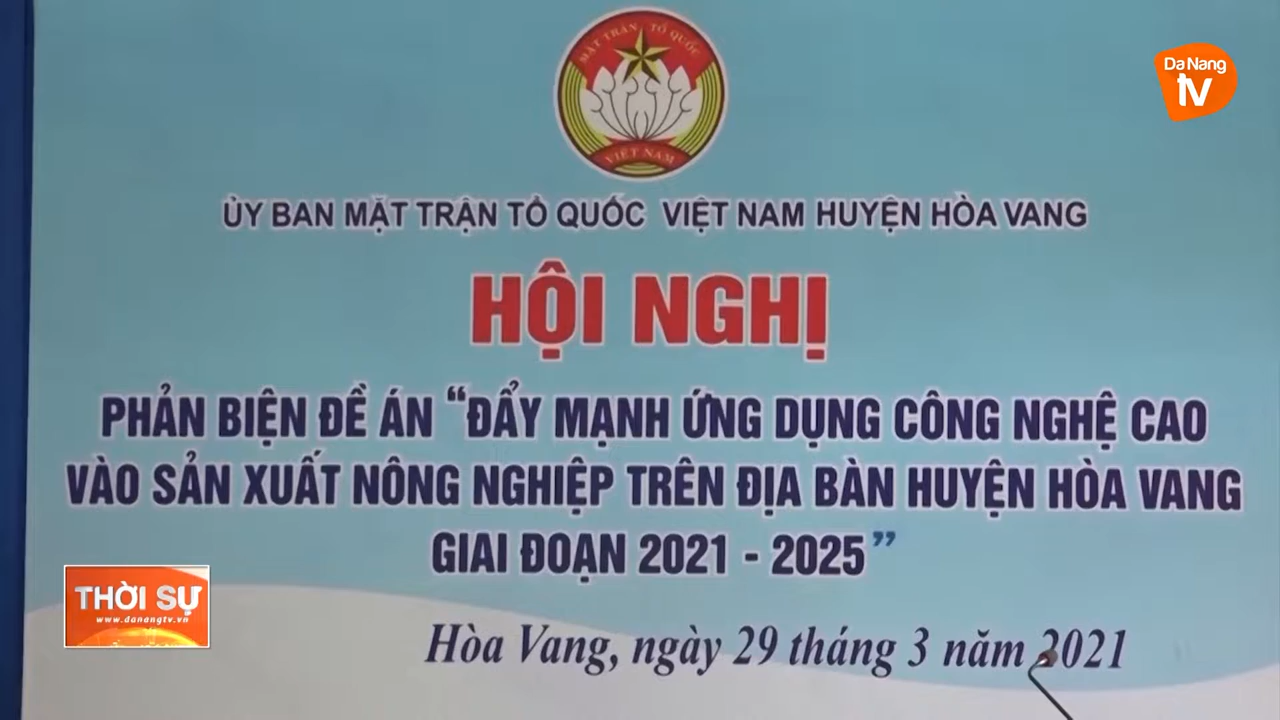 MẶT TRẬN TỔ QUỐC
VIỆT NAM
Da Nang
tv
ỦY BAN MẶT TRẬN TỔ QUỐC VIỆT NAM HUYỆN HÒA VANG
HỘI NGHỊ
PHẢN BIỆN ĐỀ ÁN “ĐẨY MẠNH ỨNG DỤNG CÔNG NGHỆ CAO
VÀO SẢN XUẤT NÔNG NGHIỆP TRÊN ĐỊA BÀN HUYỆN HÒA VANG
GIAI ĐOẠN 2021 - 2025”
THỜI SỰ
www.danangtv.vn
Hòa Vang, ngày 29 tháng 3 năm 2021